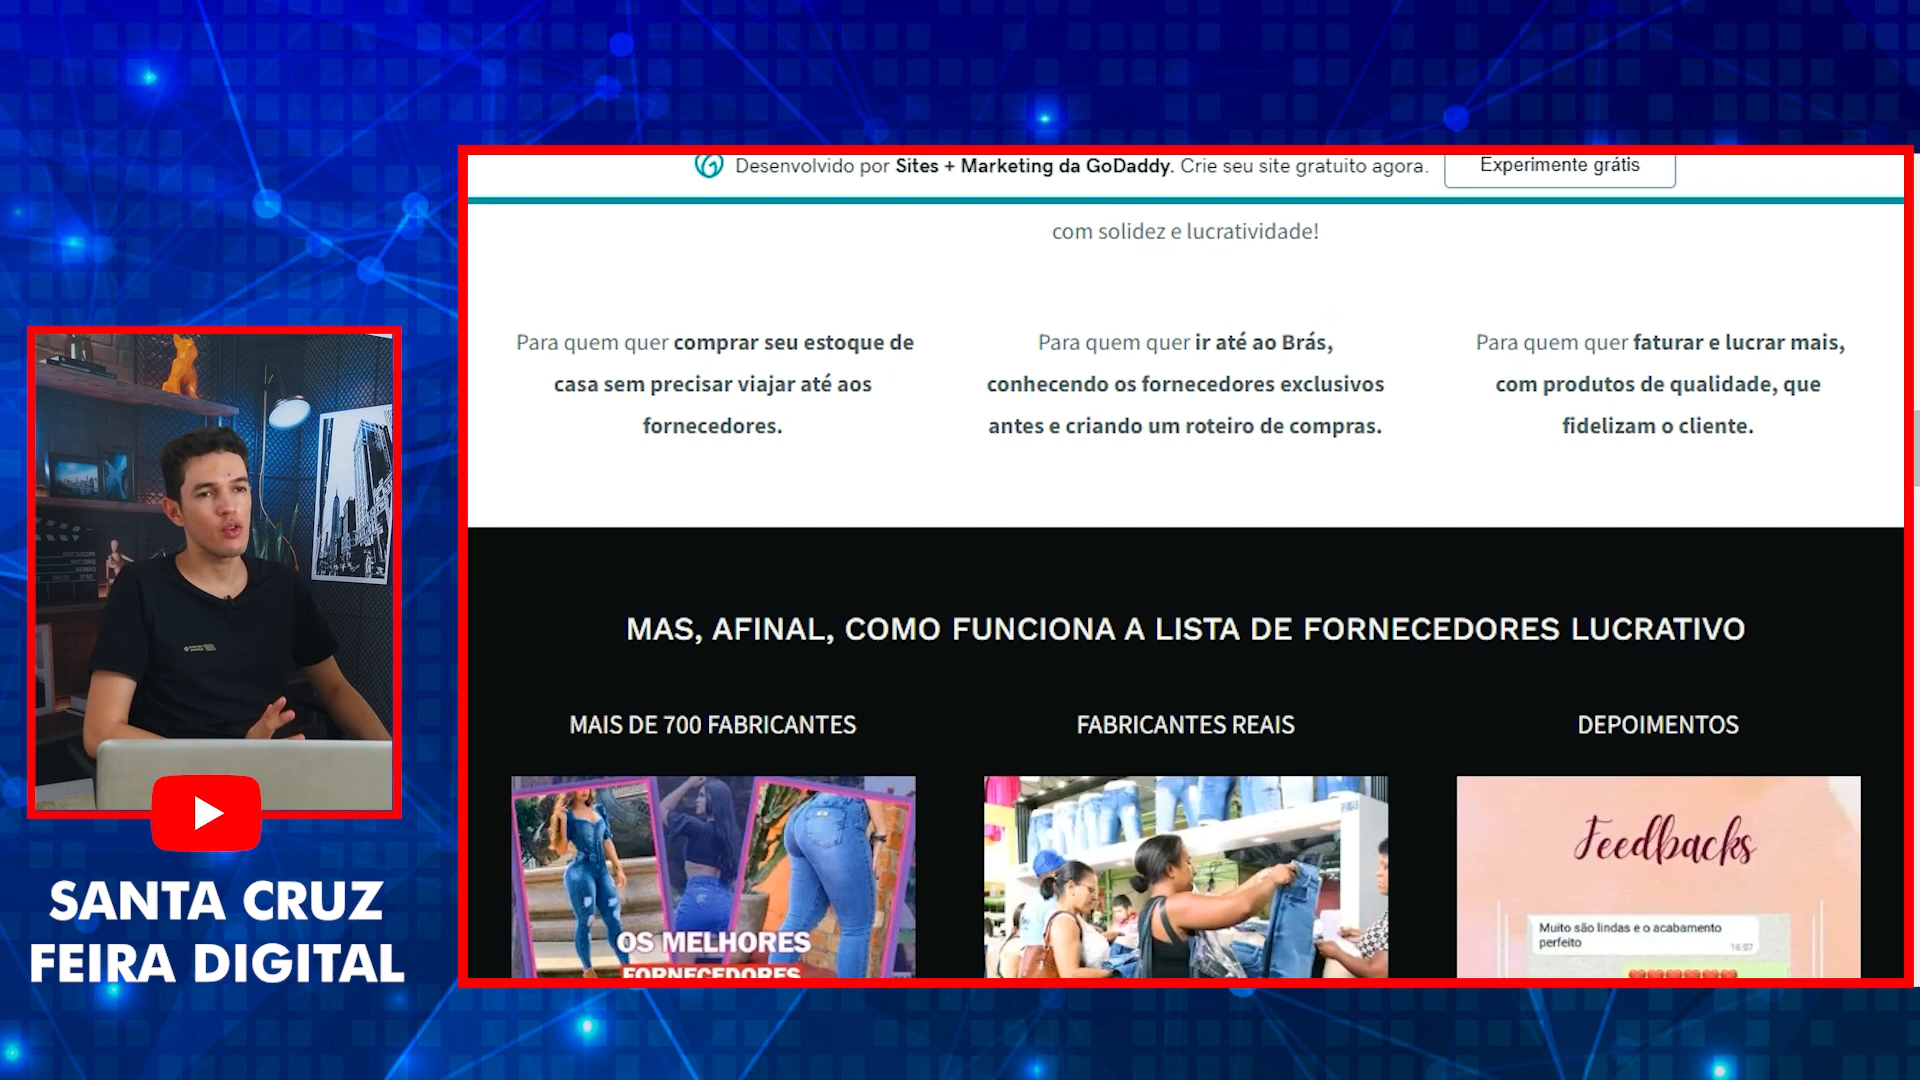 Desenvolvido por Sites + Marketing da GoDaddy. Crie seu site gratuito agora.
Experimente grátis
com solidez e lucratividade!
Para quem quer comprar seu estoque de
casa sem precisar viajar até aos
fornecedores.
Para quem quer ir até ao Brás,
conhecendo os fornecedores exclusivos
antes e criando um roteiro de compras.
Para quem quer faturar e lucrar mais,
com produtos de qualidade, que
fidelizam o cliente.
MAS, AFINAL, COMO FUNCIONA A LISTA DE FORNECEDORES LUCRATIVO
MAIS DE 700 FABRICANTES
FABRICANTES REAIS
DEPOIMENTOS
OS MELHORES
FORNECEDORES
Feedbacks
Muito são lindas e o acabamento
perfeito
16:07
SANTA CRUZ
FEIRA DIGITAL